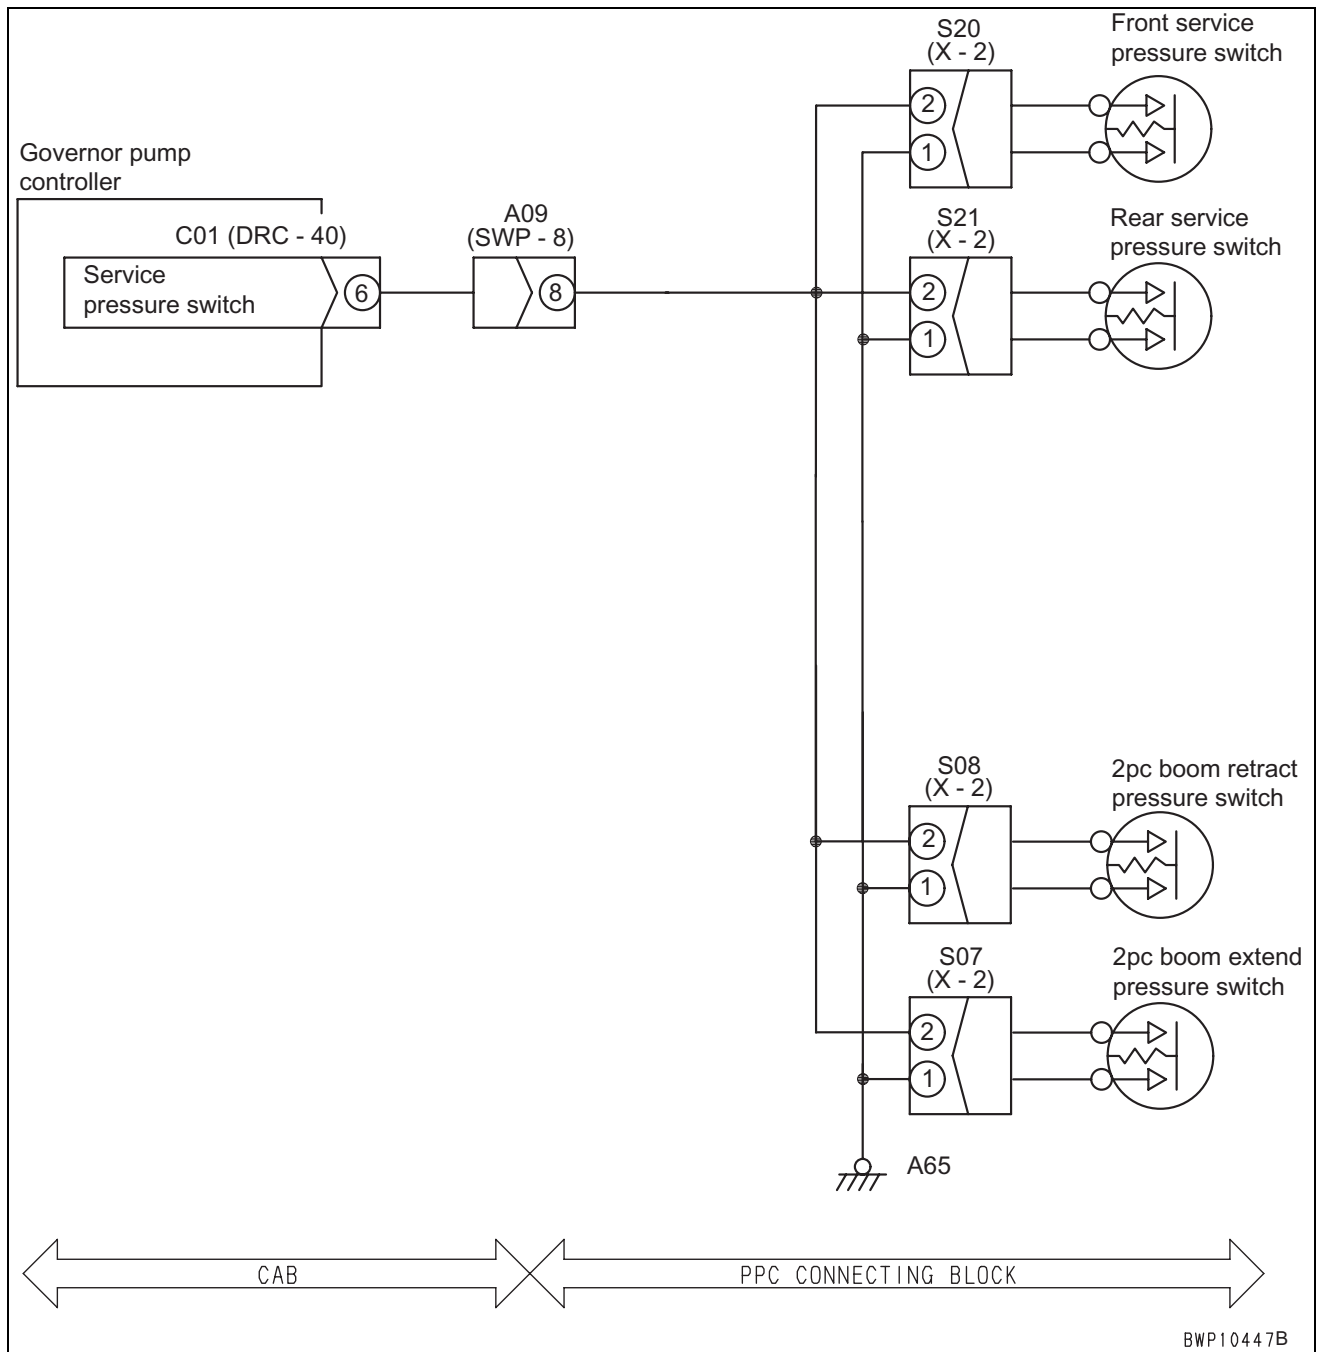 Governor pump
controller
C01 (DRC - 40)
Service
pressure switch
6
A09
(SWP - 8)
8
S20
(X - 2)
2
1
Front service
pressure switch
S21
(X - 2)
2
1
Rear service
pressure switch
S08
(X - 2)
2
1
2pc boom retract
pressure switch
S07
(X - 2)
2
1
2pc boom extend
pressure switch
A65
CAB
PPC CONNECTING BLOCK
BWP10447B